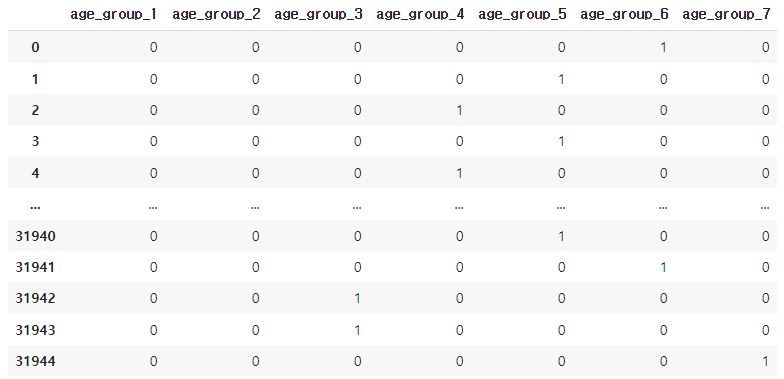 age_group_1 age_group_2 age_group_3 age_group_4 age_group_5 age_group_6 age_group_7
0 0 0 0 0 0 1 0
1 0 0 0 0 1 0 0
2 0 0 0 1 0 0 0
3 0 0 0 0 1 0 0
4 0 0 0 1 0 0 0
... ... ... ... ... ... ... ...
31940 0 0 0 0 1 0 0
31941 0 0 0 0 0 1 0
31942 0 0 1 0 0 0 0
31943 0 0 1 0 0 0 0
31944 0 0 0 0 0 0 1